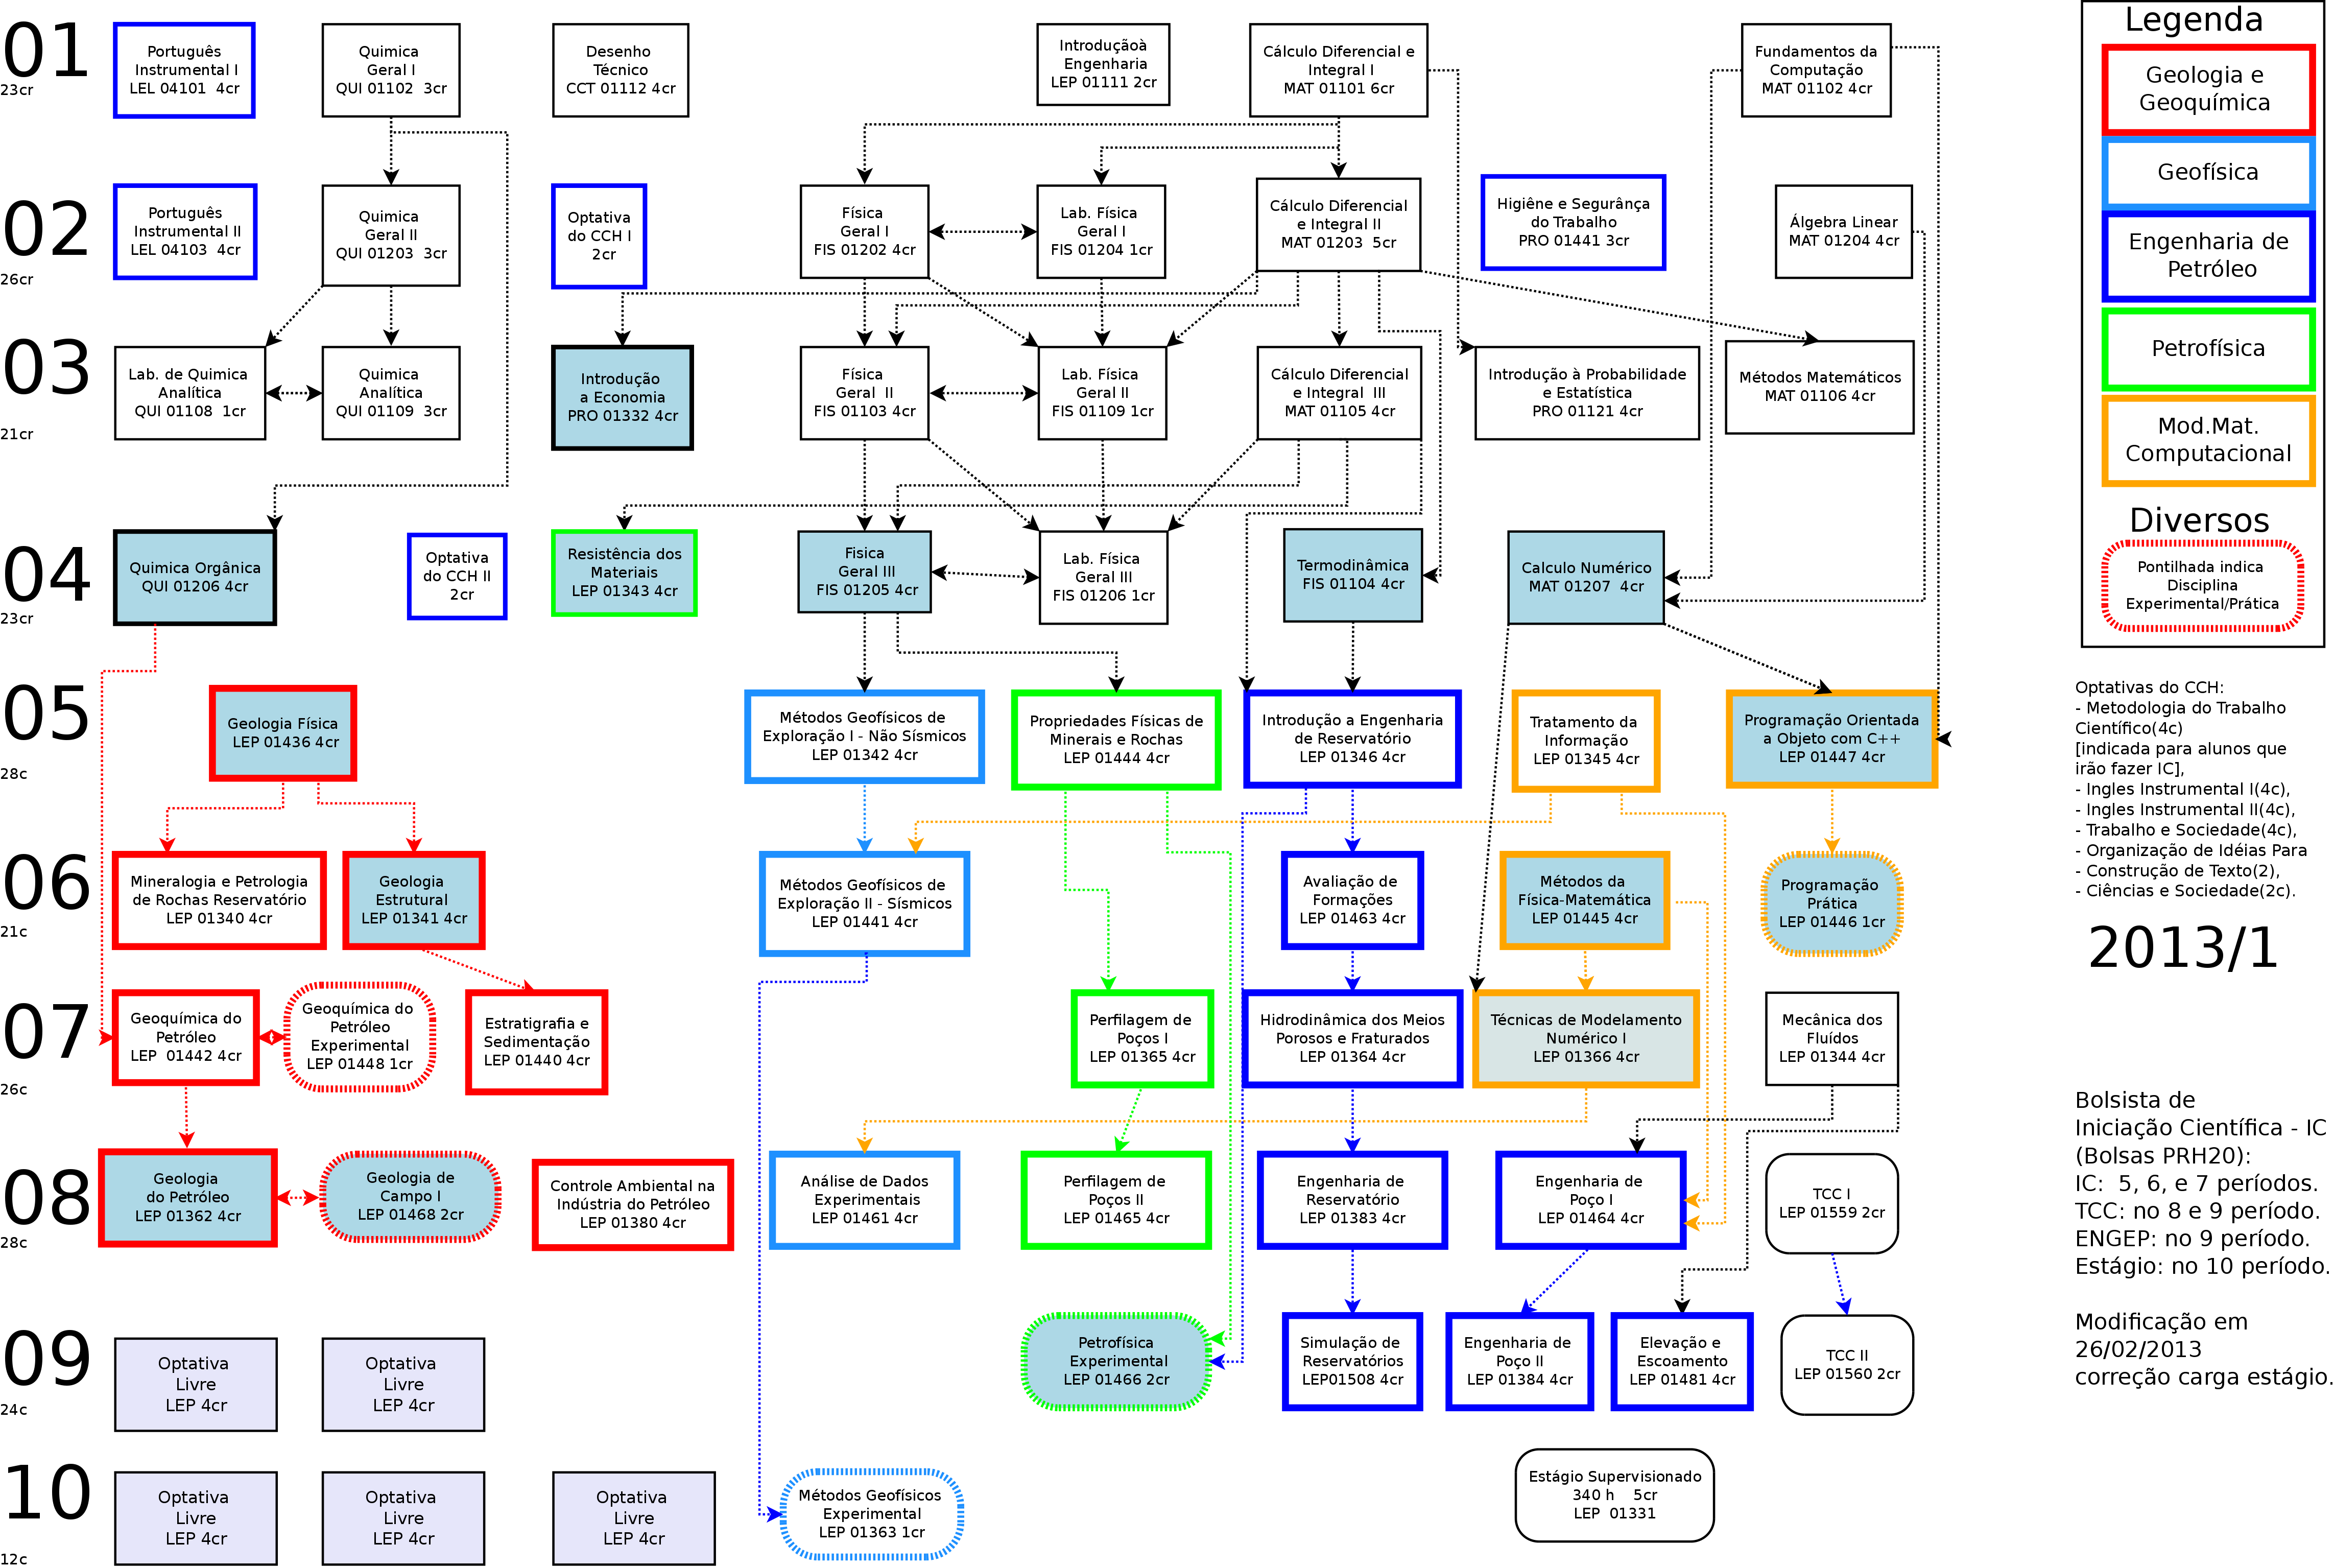 01
23cr
Português
Instrumental I
LEL 04101  4cr
Quimica
Geral I
QUI 01102  3cr
Desenho
Técnico
CCT 01112 4cr
Introduçãoà
Engenharia
LEP 01111 2cr
Cálculo Diferencial e
Integral I
MAT 01101 6cr
Fundamentos da
Computação
MAT 01102 4cr
02
26cr
Português
Instrumental II
LEL 04103  4cr
Quimica
Geral II
QUI 01203  3cr
Optativa
do CCH I
2cr
Física
Geral I
FIS 01202 4cr
Lab. Física
Geral I
FIS 01204 1cr
Cálculo Diferencial
e Integral II
MAT 01203  5cr
Higiêne e Segurânça
do Trabalho
PRO 01441 3cr
Álgebra Linear
MAT 01204 4cr
03
21cr
Lab. de Quimica
Analítica
QUI 01108  1cr
Quimica
Analítica
QUI 01109  3cr
Introdução
a Economia
PRO 01332 4cr
Física
Geral  II
FIS 01103 4cr
Lab. Física
Geral II
FIS 01109 1cr
Cálculo Diferencial
e Integral  III
MAT 01105 4cr
Introdução à Probabilidade
e Estatística
PRO 01121 4cr
Métodos Matemáticos
MAT 01106 4cr
04
23cr
Quimica Orgânica
QUI 01206 4cr
Optativa
do CCH II
2cr
Resistência dos
Materiais
LEP 01343 4cr
Fisica
Geral III
FIS 01205 4cr
Lab. Física
Geral III
FIS 01206 1cr
Termodinâmica
FIS 01104 4cr
Calculo Numérico
MAT 01207  4cr
05
28c
Geologia Física
LEP 01436 4cr
Métodos Geofísicos de
Exploração I - Não Sísmicos
LEP 01342 4cr
Propriedades Físicas de
Minerais e Rochas
LEP 01444 4cr
Introdução a Engenharia
de Reservatório
LEP 01346 4cr
Tratamento da
Informação
LEP 01345 4cr
Programação Orientada
a Objeto com C++
LEP 01447 4cr
06
21c
Mineralogia e Petrologia
de Rochas Reservatório
LEP 01340 4cr
Geologia
Estrutural
LEP 01341 4cr
Métodos Geofísicos de
Exploração II - Sísmicos
LEP 01441 4cr
Avaliação de
Formações
LEP 01463 4cr
Métodos da
Física-Matemática
LEP 01445 4cr
Programação
Prática
LEP 01446 1cr
07
26c
Geoquímica do
Petróleo
LEP  01442 4cr
Geoquímica do
Petróleo
Experimental
LEP 01448 1cr
Estratigrafia e
Sedimentação
LEP 01440 4cr
Perfilagem de
Poços I
LEP 01365 4cr
Hidrodinâmica dos Meios
Porosos e Fraturados
LEP 01364 4cr
Técnicas de Modelamento
Numérico I
LEP 01366 4cr
Mecânica dos
Fluídos
LEP 01344 4cr
08
28c
Geologia
do Petróleo
LEP 01362 4cr
Geologia de
Campo I
LEP 01468 2cr
Controle Ambiental na
Indústria do Petróleo
LEP 01380 4cr
Análise de Dados
Experimentais
LEP 01461 4cr
Perfilagem de
Poços II
LEP 01465 4cr
Engenharia de
Reservatório
LEP 01383 4cr
Engenharia de
Poço I
LEP 01464 4cr
TCC I
LEP 01559 2cr
09
24c
Optativa
Livre
LEP 4cr
Optativa
Livre
LEP 4cr
Petrofísica
Experimental
LEP 01466 2cr
Simulação de
Reservatórios
LEP01508 4cr
Engenharia de
Poço II
LEP 01384 4cr
Elevação e
Escoamento
LEP 01481 4cr
TCC II
LEP 01560 2cr
10
12c
Optativa
Livre
LEP 4cr
Optativa
Livre
LEP 4cr
Optativa
Livre
LEP 4cr
Métodos Geofísicos
Experimental
LEP 01363 1cr
Estágio Supervisionado
340 h    5cr
LEP  01331
Legenda
Geologia e
Geoquímica
Geofísica
Engenharia de
Petróleo
Petrofísica
Mod.Mat.
Computacional
Diversos
Pontilhada indica
Disciplina
Experimental/Prática
Optativas do CCH:
- Metodologia do Trabalho
Científico(4c)
[indicada para alunos que
irão fazer IC],
- Ingles Instrumental I(4c),
- Ingles Instrumental II(4c),
- Trabalho e Sociedade(4c),
- Organização de Idéias Para
- Construção de Texto(2),
- Ciências e Sociedade(2c).
2013/1
Bolsista de
Iniciação Científica - IC
(Bolsas PRH20):
IC:  5, 6, e 7 períodos.
TCC: no 8 e 9 período.
ENGEP: no 9 período.
Estágio: no 10 período.
Modificação em
26/02/2013
correção carga estágio.